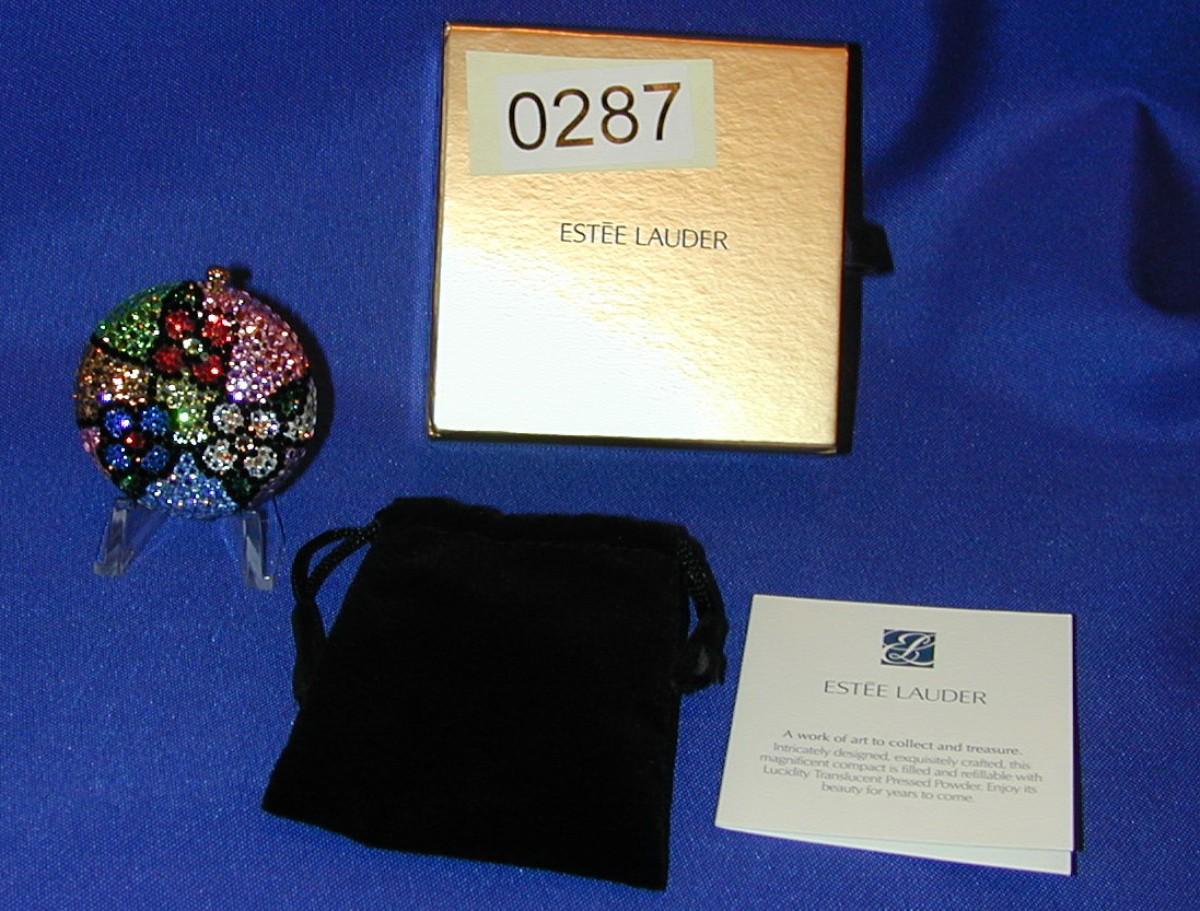 0287
ESTĒE LAUDER
EL
ESTĒE LAUDER
A work of art to collect and treasure.
Intricately designed, exquisitely crafted, this
magnificent compact is filled and refillable with
Lucidity Translucent Pressed Powder. Enjoy its
beauty for years to come.